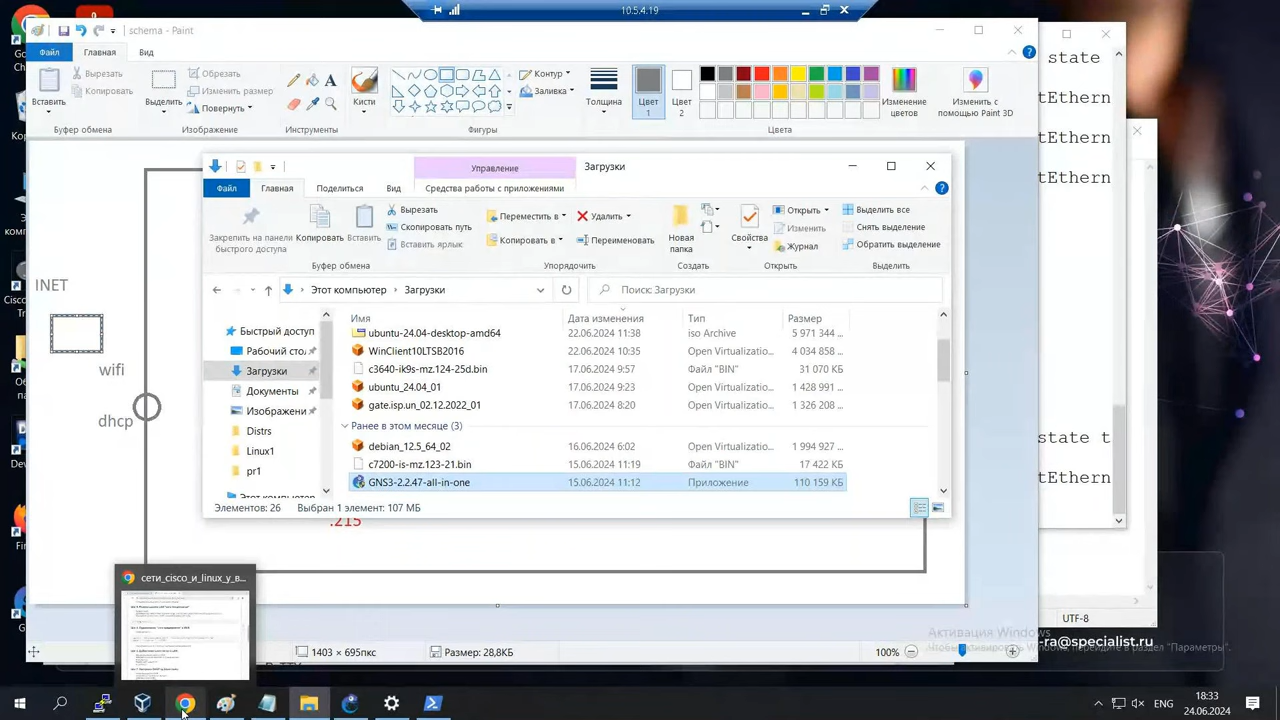 10.5.4.19
schema - Paint
Файл Главная Вид
Вставить
Вырезать
Копировать
Буфер обмена
Выделить
Обрезать
Изменить размер
Повернуть
Изображение
Инструменты
Кисти
Фигуры
Контур
Заливка
Толщина
Цвет 1
Цвет 2
Цвета
Изменение цветов
Изменить с помощью Paint 3D
state
tEthern
tEthern
tEthern
INET
wifi
dhcp
.215
Управление Загрузки
Файл Главная Поделиться Вид Средства работы с приложениями
Закрепить на панели быстрого доступа
Копировать
Вставить
Вырезать
Скопировать путь
Вставить ярлык
Буфер обмена
Переместить в
Копировать в
Удалить
Переименовать
Упорядочить
Новая папка
Создать
Свойства
Открыть
Изменить
Журнал
Открыть
Выделить все
Снять выделение
Обратить выделение
Выделить
Этот компьютер Загрузки
Поиск: Загрузки
Имя Дата изменения Тип Размер
ubuntu-24.04-desktop-amd64 22.06.2024 11:38 iso Archive 5 971 344 ...
WinClient10LTSB2016 22.06.2024 10:35 Open Virtualizatio... 4 034 858 ...
c3640-ik9s-mz.124-25d.bin 17.06.2024 9:57 Файл "BIN" 31 070 КБ
ubuntu_24.04_01 17.06.2024 9:23 Open Virtualizatio... 1 428 991 ...
gate.isp.un_02.12.2022_01 17.06.2024 8:20 Open Virtualizatio... 1 326 208 ...
Ранее в этом месяце (3)
debian_12.5_64_02 16.06.2024 6:02 Open Virtualizatio... 1 994 927 ...
c7200-is-mz.123-21.bin 15.06.2024 11:19 Файл "BIN" 17 422 КБ
GNS3-2.2.47-all-in-one 15.06.2024 11:12 Приложение 110 159 КБ
Быстрый доступ
Рабочий стол
Загрузки
Документы
Изображени
Distrs
Linux1
pr1
Элементов: 26 Выбран 1 элемент: 107 МБ
state t
tEthern
сети_cisco_и_linux_у_в...
Размер: 28,8КБ
100%
UTF-8
Активация Windows
ra@specialist.ru
Чтобы активировать Windows, перейдите в раздел "Параметры".
ENG
18:33
24.06.2024